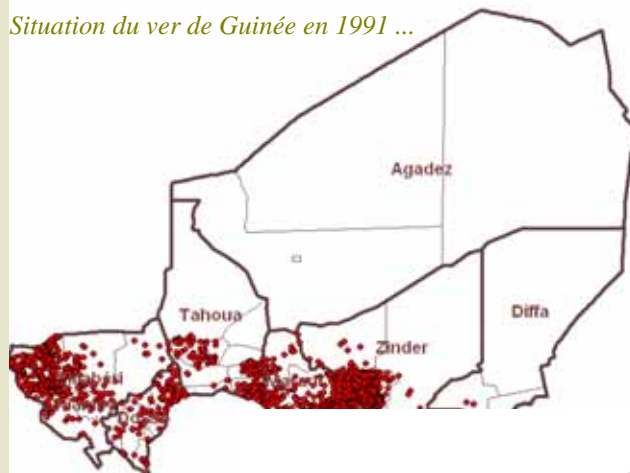 Situation du ver de Guinée en 1991 ...
Agadez
Tahoua
Diffa
Zinder